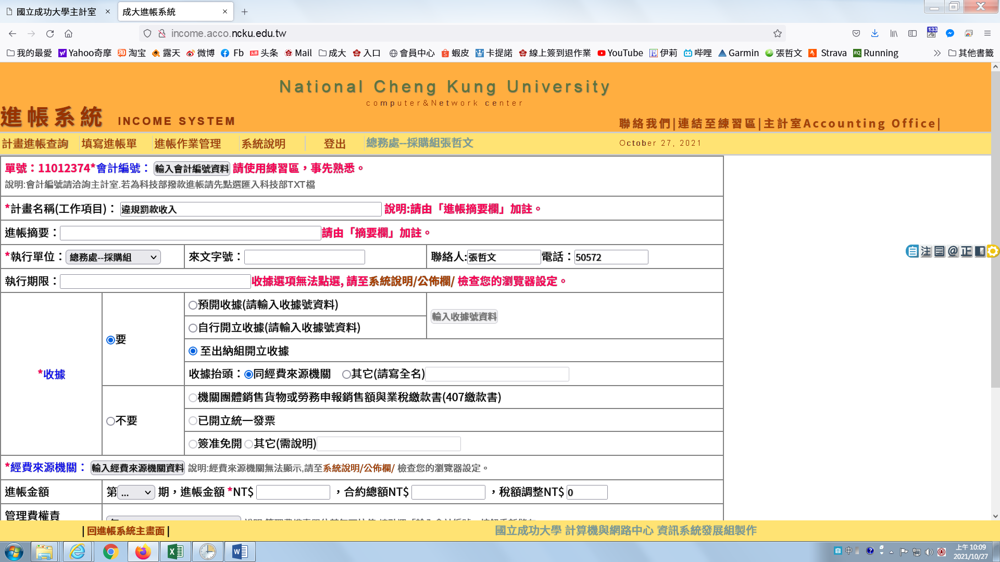 國立成功大學主計室
成大進帳系統
income.acco.ncku.edu.tw
133
我的最愛 Yahoo奇摩 淘宝 露天 微博 Fb 头条 Mail 成大 入口 會員中心 蝦皮 卡提諾 線上簽到退作業 YouTube 伊莉 哔哩 Garmin 張哲文 Strava Running 其他書籤
National Cheng Kung University
computer&Network center
進帳系統 INCOME SYSTEM
聯絡我們|連結至練習區|主計室Accounting Office|
計畫進帳查詢 填寫進帳單 進帳作業管理 系統說明 登出 總務處--採購組張哲文 October 27, 2021
單號：11012374*會計編號： 輸入會計編號資料 請使用練習區，事先熟悉。
說明:會計編號請洽詢主計室.若為科技部撥款進帳請先點選匯入科技部TXT檔
*計畫名稱(工作項目)： 違規罰款收入 說明:請由「進帳摘要欄」加註。
進帳摘要： 請由「摘要欄」加註。
*執行單位： 總務處--採購組 來文字號： 聯絡人:張哲文 電話：50572
執行期限： 收據選項無法點選, 請至系統說明/公佈欄/ 檢查您的瀏覽器設定。
*收據
要
預開收據(請輸入收據號資料)
輸入收據號資料
自行開立收據(請輸入收據號資料)
至出納組開立收據
收據抬頭：同經費來源機關 其它(請寫全名)
不要
機關團體銷售貨物或勞務申報銷售額與業稅繳款書(407繳款書)
已開立統一發票
簽准免開 其它(需說明)
*經費來源機關： 輸入經費來源機關資料 說明:經費來源機關無法顯示,請至系統說明/公佈欄/ 檢查您的瀏覽器設定。
進帳金額 第 ... 期，進帳金額 *NT$ ，合約總額NT$ ，稅額調整NT$ 0
管理費權責
注 @ 正
| 回進帳系統主畫面 |
國立成功大學 計算機與網路中心 資訊系統發展組製作
中
上午 10:09
2021/10/27